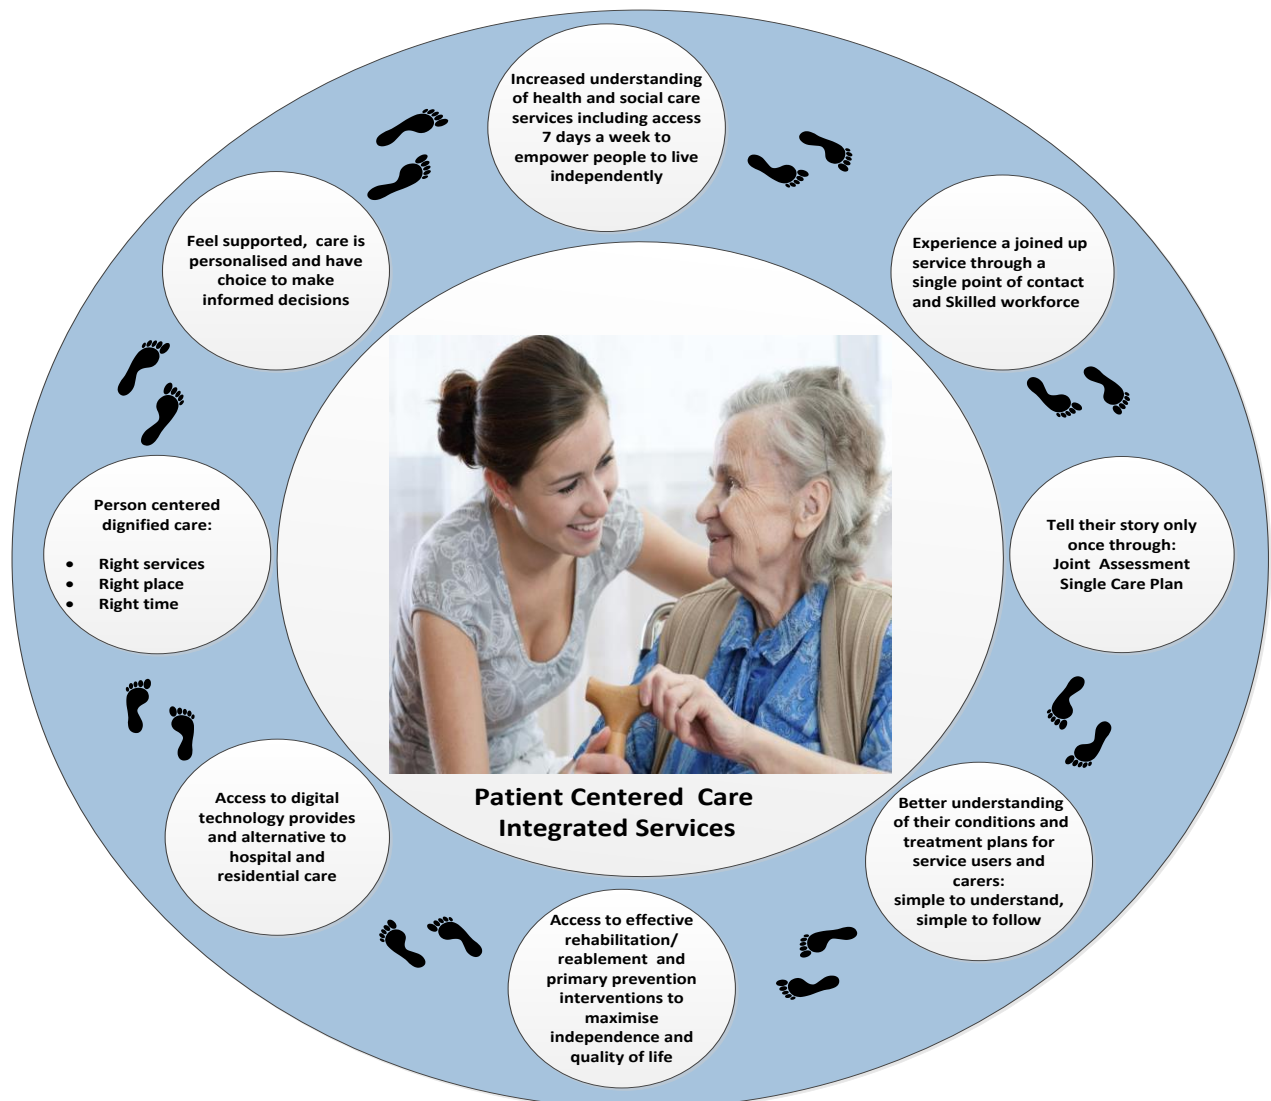 Increased understanding
of health and social care
services including access
7 days a week to
empower people to live
independently
Experience a joined up
service through a
single point of contact
and Skilled workforce
Tell their story only
once through:
Joint Assessment
Single Care Plan
Better understanding
of their conditions and
treatment plans for
service users and
carers:
simple to understand,
simple to follow
Access to effective
rehabilitation/
reablement and
primary prevention
interventions to
maximise
independence and
quality of life
Access to digital
technology provides
and alternative to
hospital and
residential care
Person centered
dignified care:
• Right services
• Right place
• Right time
Feel supported, care is
personalised and have
choice to make
informed decisions
Patient Centered Care
Integrated Services